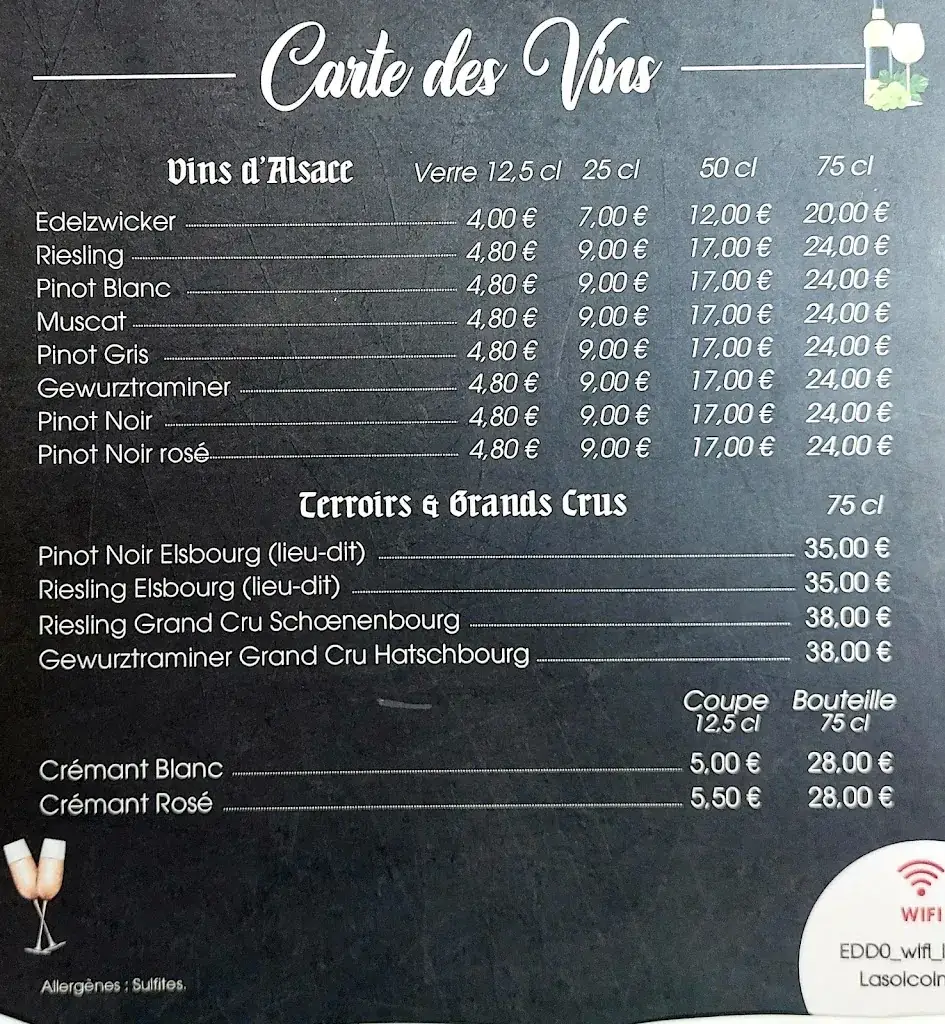 Carte des Vins
Vins d'Alsace Verre 12,5 cl 25 cl 50 cl 75 cl
Edelzwicker 4,00 € 7,00 € 12,00 € 20,00 €
Riesling 4,80 € 9,00 € 17,00 € 24,00 €
Pinot Blanc 4,80 € 9,00 € 17,00 € 24,00 €
Muscat 4,80 € 9,00 € 17,00 € 24,00 €
Pinot Gris 4,80 € 9,00 € 17,00 € 24,00 €
Gewurztraminer 4,80 € 9,00 € 17,00 € 24,00 €
Pinot Noir 4,80 € 9,00 € 17,00 € 24,00 €
Pinot Noir rosé 4,80 € 9,00 € 17,00 € 24,00 €
Terroirs & Grands Crus 75 cl
Pinot Noir Elsbourg (lieu-dit) 35,00 €
Riesling Elsbourg (lieu-dit) 35,00 €
Riesling Grand Cru Schœnenbourg 38,00 €
Gewurztraminer Grand Cru Hatschbourg 38,00 €
Coupe Bouteille
12,5 cl 75 cl
Crémant Blanc 5,00 € 28,00 €
Crémant Rosé 5,50 € 28,00 €
WIFI
EDDO_wifi_
Lasolcoin
Allergènes : Sulfites.